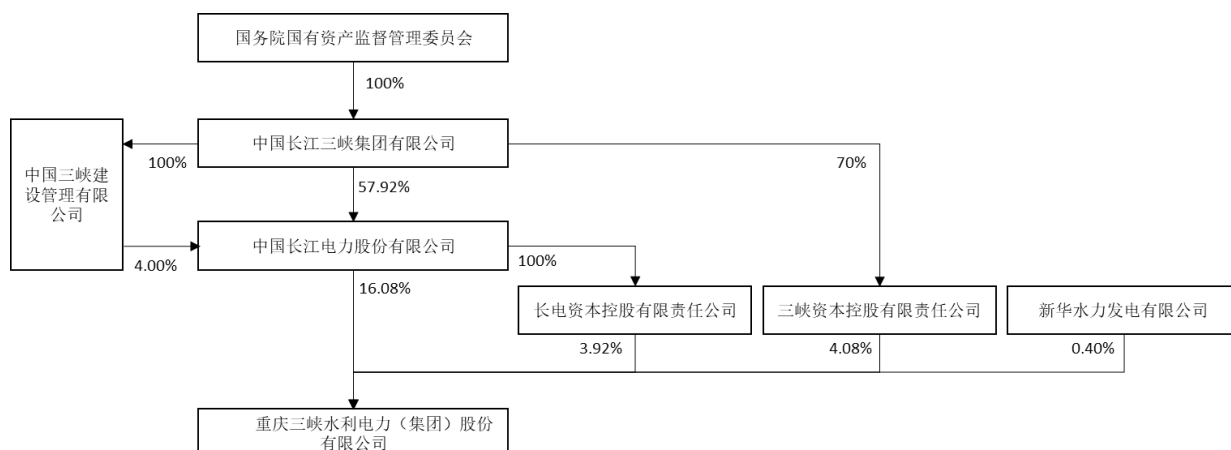 国务院国有资产监督管理委员会
100%
中国长江三峡集团有限公司
100%
70%
中国三峡建
设管理有限
公司
57.92%
中国长江电力股份有限公司
4.00%
100%
16.08%
长电资本控股有限责任公司
三峡资本控股有限责任公司
新华水力发电有限公司
3.92%
4.08%
0.40%
重庆三峡水利电力（集团）股份
有限公司